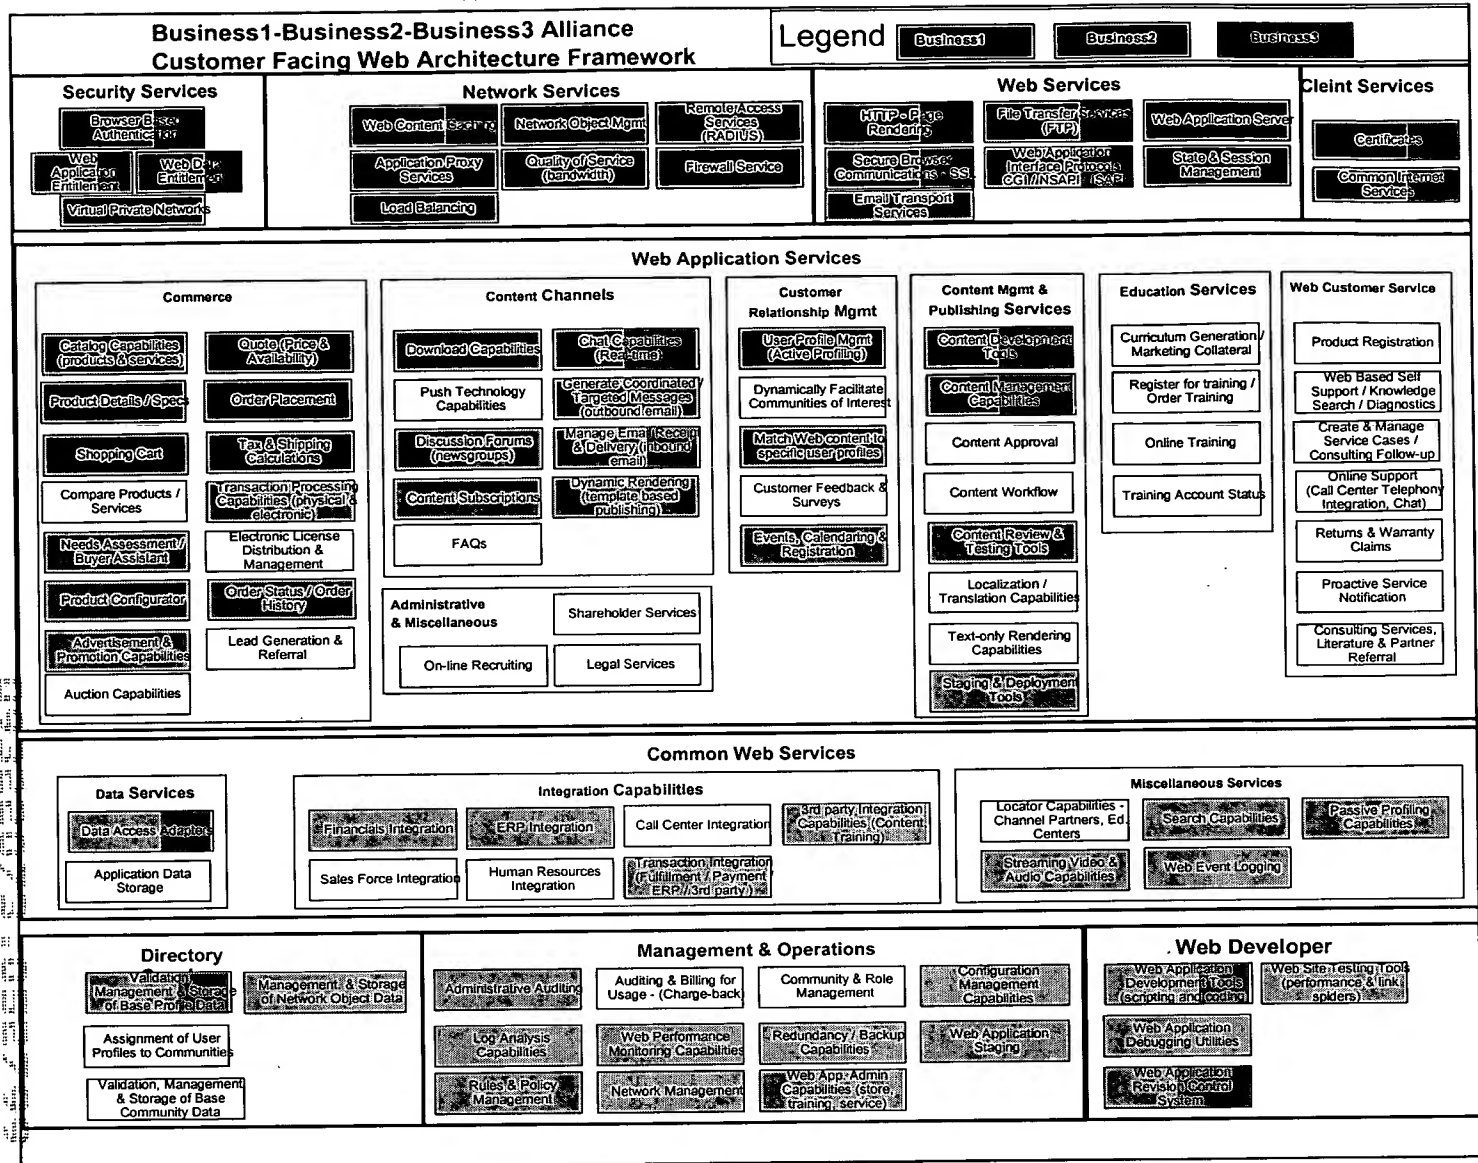 Business1-Business2-Business3 Alliance
Customer Facing Web Architecture Framework
Legend
Business1
Business2
Business3
Security Services
Browser Based
Authentication
Web
Application
Entitlement
Web Data
Entitlement
Virtual Private Networks
Network Services
Web Content Caching
Network Object Mgmt
Remote Access
Services
(RADIUS)
Application Proxy
Services
Quality of Service
(bandwidth)
Firewall Service
Load Balancing
Web Services
HTTP - Page
Rendering
File Transfer Services
(FTP)
Web Application Server
Secure Browser
Communications - SSL
Web Application
Interface Protocols
CGI / NSAPI / ISAPI
State & Session
Management
Email Transport
Services
Cleint Services
Certificates
Common Internet
Services
Web Application Services
Commerce
Catalog Capabilities
(products & services)
Quote (Price &
Availability)
Product Details / Specs
Order Placement
Shopping Cart
Tax & Shipping
Calculations
Compare Products /
Services
Transaction Processing
Capabilities (physical &
electronic)
Needs Assessment /
Buyer Assistant
Electronic License
Distribution &
Management
Product Configurator
Order Status / Order
History
Advertisement &
Promotion Capabilities
Lead Generation &
Referral
Auction Capabilities
Content Channels
Download Capabilities
Chat Capabilities
(Real-time)
Push Technology
Capabilities
Generate Coordinated /
Targeted Messages
(outbound email)
Discussion Forums
(newsgroups)
Manage Email Receipt
& Delivery (inbound
email)
Content Subscriptions
Dynamic Rendering
(template based
publishing)
FAQs
Administrative
& Miscellaneous
Shareholder Services
On-line Recruiting
Legal Services
Customer
Relationship Mgmt
User Profile Mgmt
(Active Profiling)
Dynamically Facilitate
Communities of Interest
Match Web content to
specific user profiles
Customer Feedback &
Surveys
Events, Calendaring &
Registration
Content Mgmt &
Publishing Services
Content Development
Tools
Content Management
Capabilities
Content Approval
Content Workflow
Content Review &
Testing Tools
Localization /
Translation Capabilities
Text-only Rendering
Capabilities
Staging & Deployment
Tools
Education Services
Curriculum Generation /
Marketing Collateral
Register for training /
Order Training
Online Training
Training Account Status
Web Customer Service
Product Registration
Web Based Self
Support / Knowledge
Search / Diagnostics
Create & Manage
Service Cases /
Consulting Follow-up
Online Support
(Call Center Telephony
Integration, Chat)
Returns & Warranty
Claims
Proactive Service
Notification
Consulting Services,
Literature & Partner
Referral
Common Web Services
Data Services
Data Access Adapters
Application Data
Storage
Integration Capabilities
Financials Integration
ERP Integration
Call Center Integration
3rd party Integration
Capabilities (Content
Training)
Sales Force Integration
Human Resources
Integration
Transaction Integration
(Fulfillment / Payment
ERP / 3rd party / )
Miscellaneous Services
Locator Capabilities -
Channel Partners, Ed.
Centers
Search Capabilities
Passive Profiling
Capabilities
Streaming Video &
Audio Capabilities
Web Event Logging
Directory
Validation,
Management & Storage
of Base Profile Data
Management & Storage
of Network Object Data
Assignment of User
Profiles to Communities
Validation, Management
& Storage of Base
Community Data
Management & Operations
Administrative Auditing
Auditing & Billing for
Usage - (Charge-back)
Community & Role
Management
Configuration
Management
Capabilities
Log Analysis
Capabilities
Web Performance
Monitoring Capabilities
Redundancy / Backup
Capabilities
Web Application
Staging
Rules & Policy
Management
Network Management
Web App. Admin
Capabilities (store,
training, service)
Web Developer
Web Application
Development Tools
(scripting and coding)
Web Site Testing Tools
(performance & link
spiders)
Web Application
Debugging Utilities
Web Application
Revision Control
System